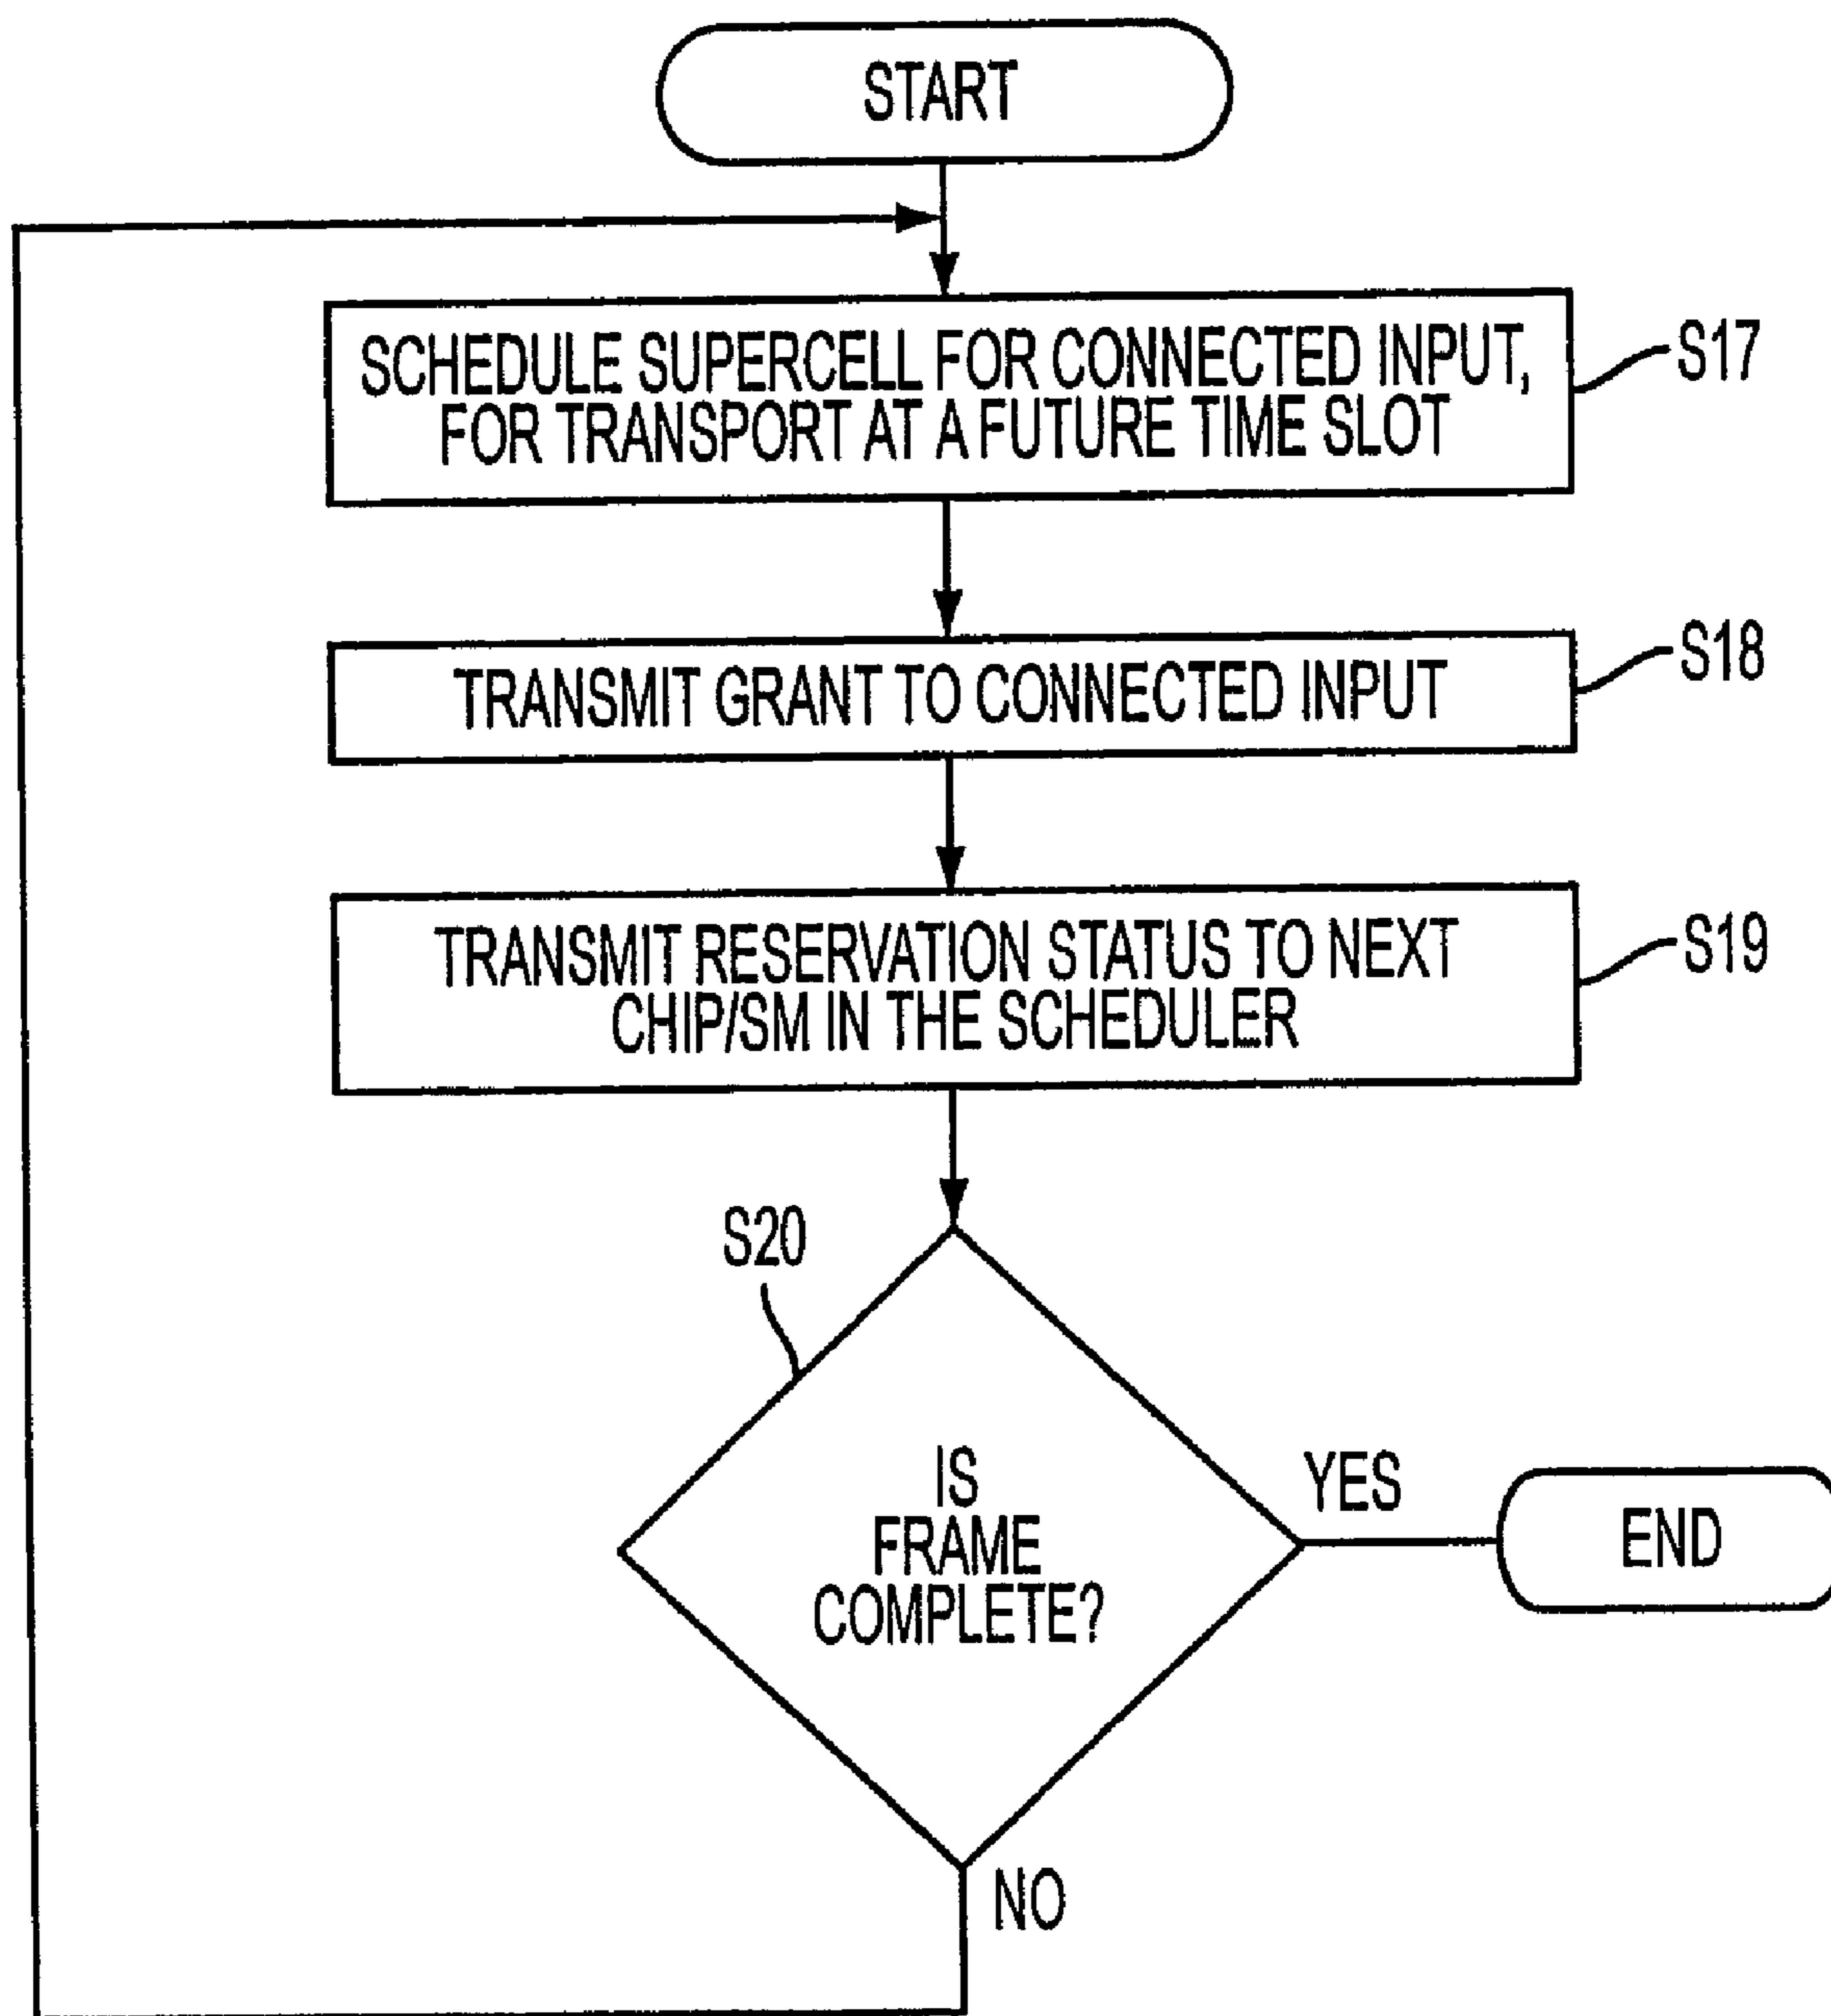 START
SCHEDULE SUPERCELL FOR CONNECTED INPUT,
FOR TRANSPORT AT A FUTURE TIME SLOT
S17
TRANSMIT GRANT TO CONNECTED INPUT
S18
TRANSMIT RESERVATION STATUS TO NEXT
CHIP/SM IN THE SCHEDULER
S19
S20
IS
FRAME
COMPLETE?
YES
END
NO